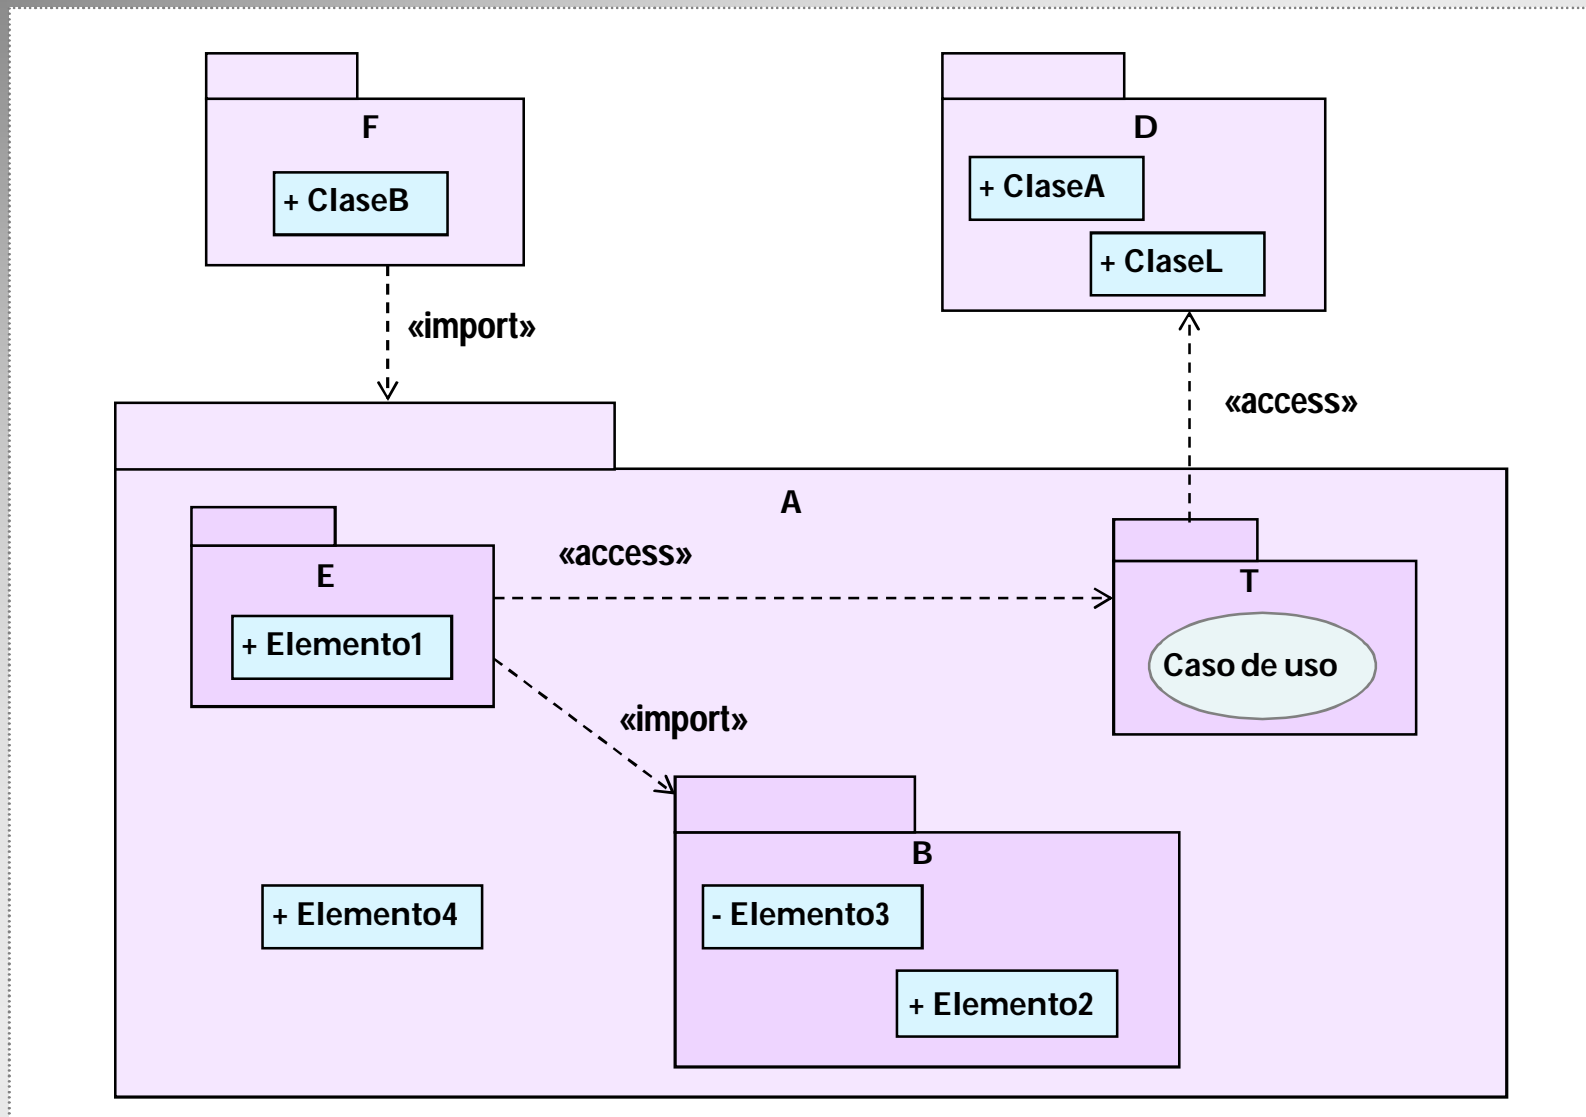 F
+ ClaseB
D
+ ClaseA
+ ClaseL
«import»
«access»
A
«access»
E
+ Elemento1
T
Caso de uso
«import»
B
+ Elemento4
- Elemento3
+ Elemento2